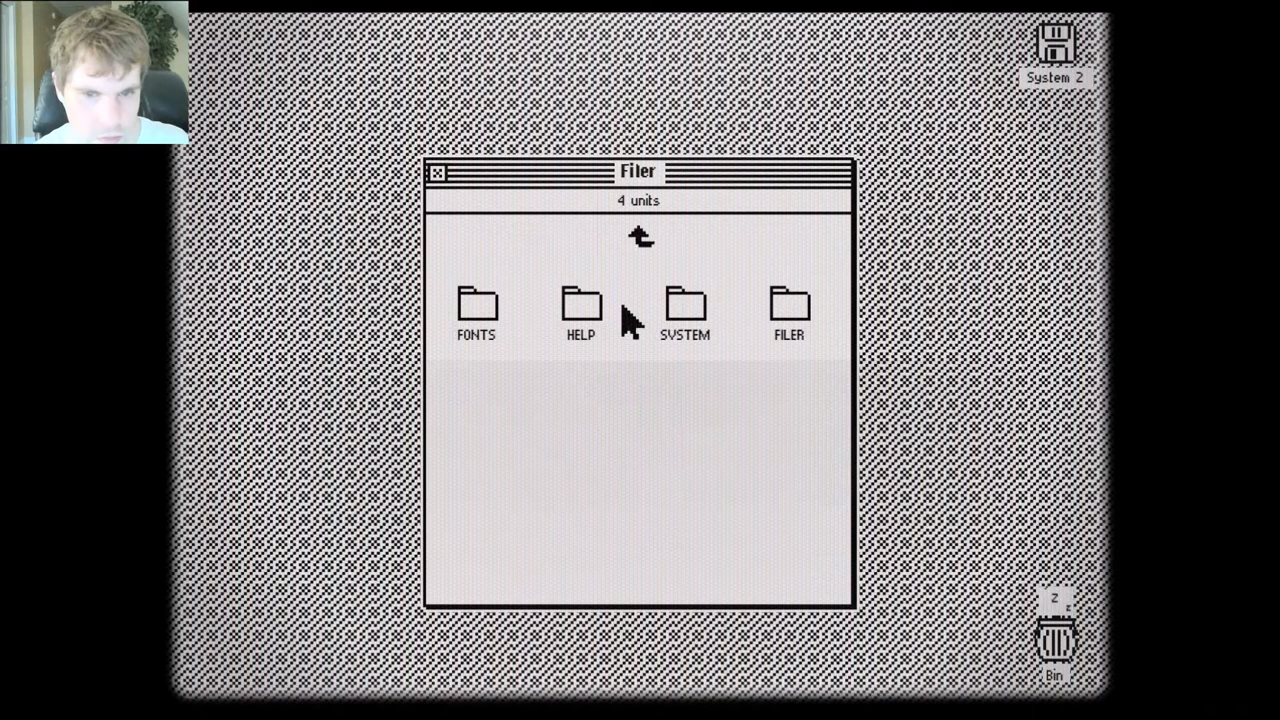 System 2
Filer
4 units
FONTS
HELP
SYSTEM
FILER
Z z
Bin